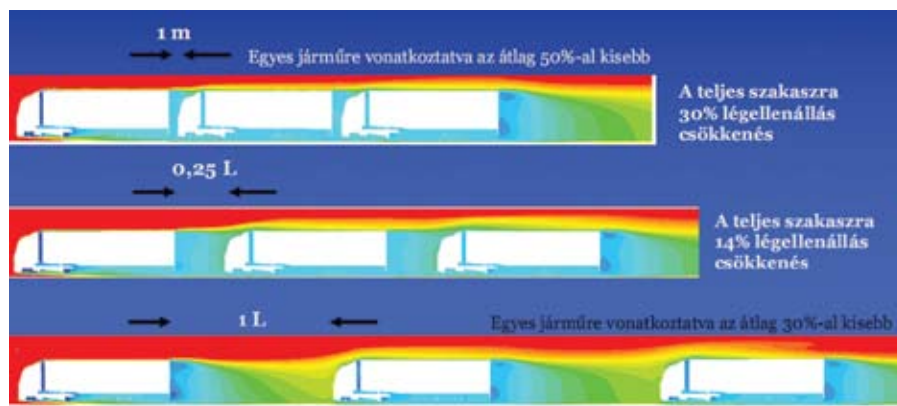 1 m
Egyes járműre vonatkoztatva az átlag 50%-al kisebb
A teljes szakaszra
30% légellenállás
csökkenés
0,25 L
A teljes szakaszra
14% légellenállás
csökkenés
1 L
Egyes járműre vonatkoztatva az átlag 30%-al kisebb